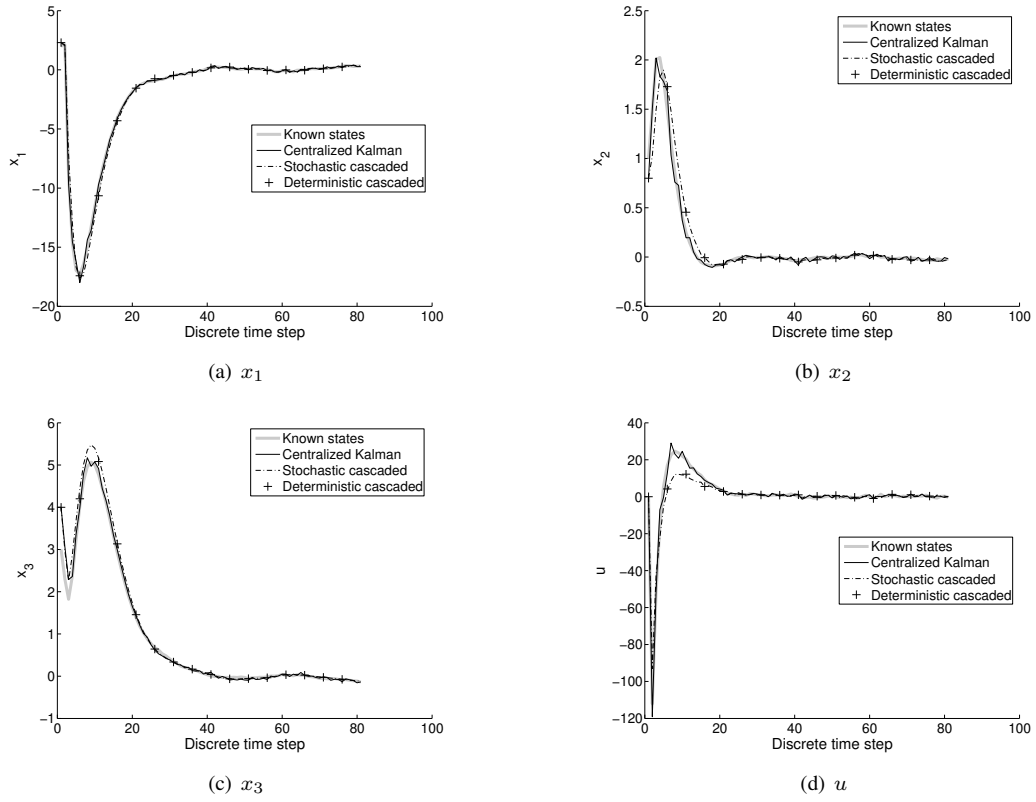 5
0
−5
−10
−15
−20
0 20 40 60 80 100
x1
Discrete time step
Known states
Centralized Kalman
Stochastic cascaded
Deterministic cascaded
(a) x1
2.5
2
1.5
1
0.5
0
−0.5
0 20 40 60 80 100
x2
Discrete time step
Known states
Centralized Kalman
Stochastic cascaded
Deterministic cascaded
(b) x2
6
5
4
3
2
1
0
−1
0 20 40 60 80 100
x3
Discrete time step
Known states
Centralized Kalman
Stochastic cascaded
Deterministic cascaded
(c) x3
40
20
0
−20
−40
−60
−80
−100
−120
0 20 40 60 80 100
u
Discrete time step
Known states
Centralized Kalman
Stochastic cascaded
Deterministic cascaded
(d) u